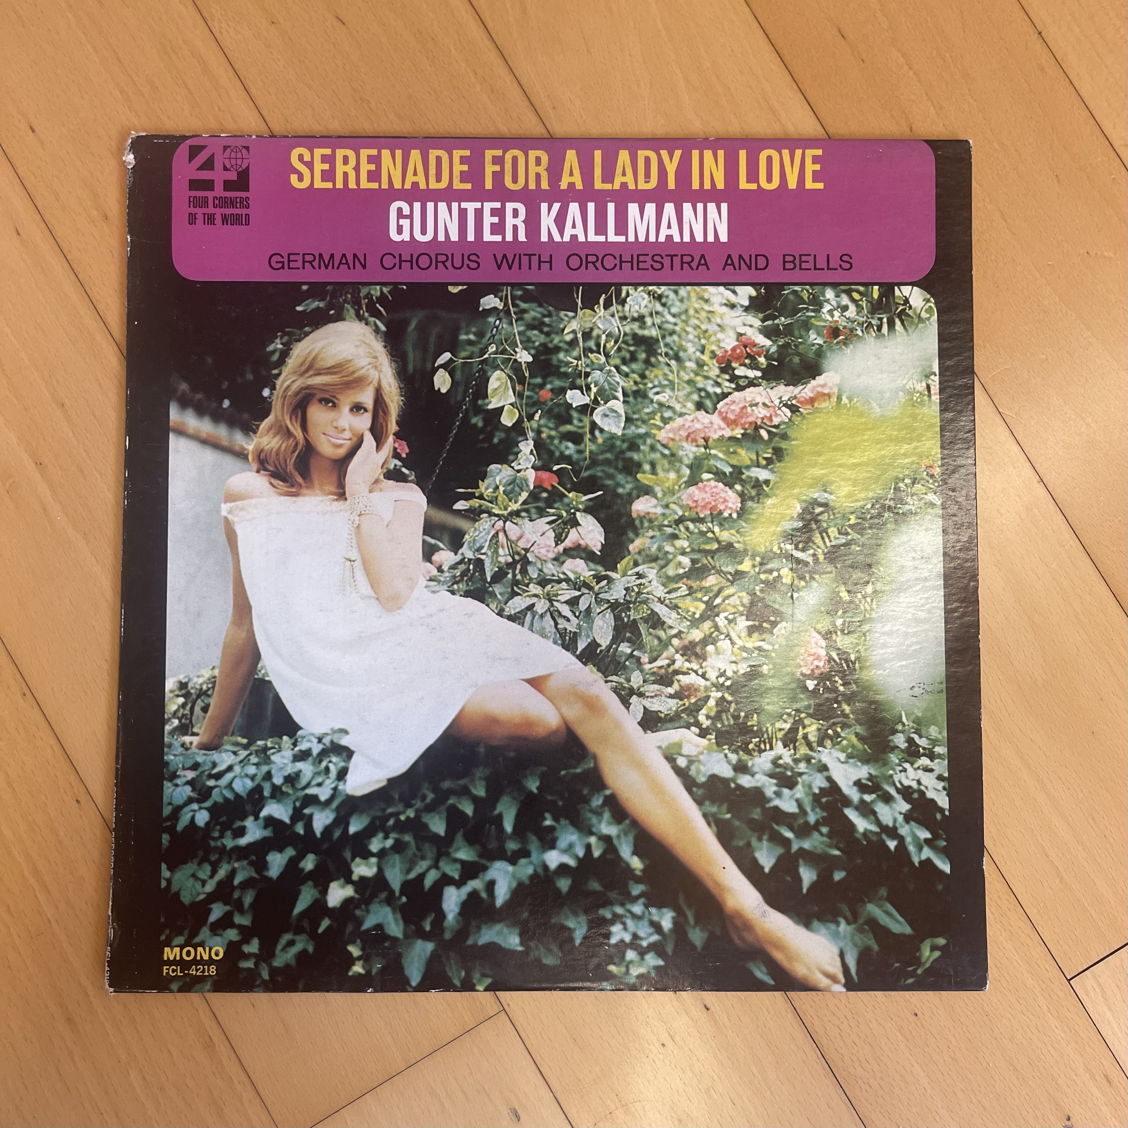 SERENADE FOR A LADY IN LOVE
GUNTER KALLMANN
GERMAN CHORUS WITH ORCHESTRA AND BELLS
4
FOUR CORNERS
OF THE WORLD
MONO
FCL-4218